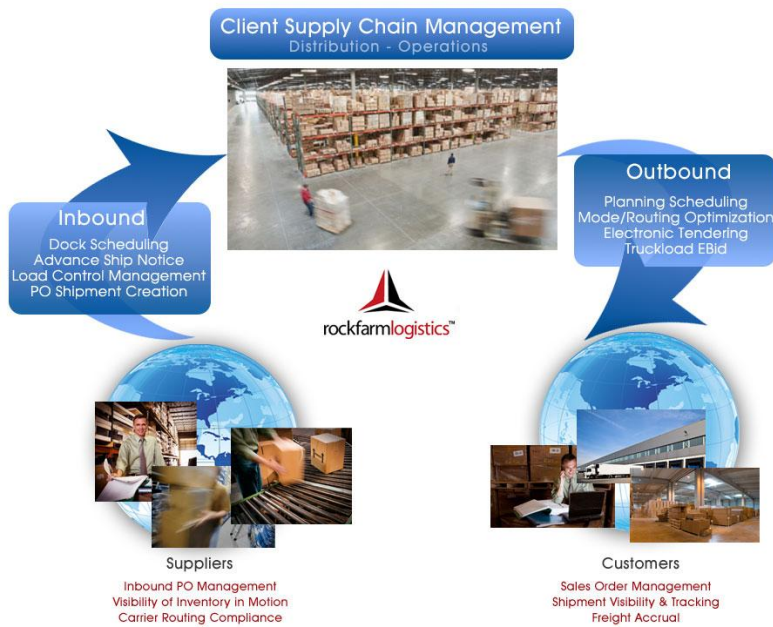 Client Supply Chain Management
Distribution - Operations
Inbound
Dock Scheduling
Advance Ship Notice
Load Control Management
PO Shipment Creation
Outbound
Planning Scheduling
Mode/Routing Optimization
Electronic Tendering
Truckload EBid
rockfarmlogistics™
Suppliers
Inbound PO Management
Visibility of Inventory in Motion
Carrier Routing Compliance
Customers
Sales Order Management
Shipment Visibility & Tracking
Freight Accrual